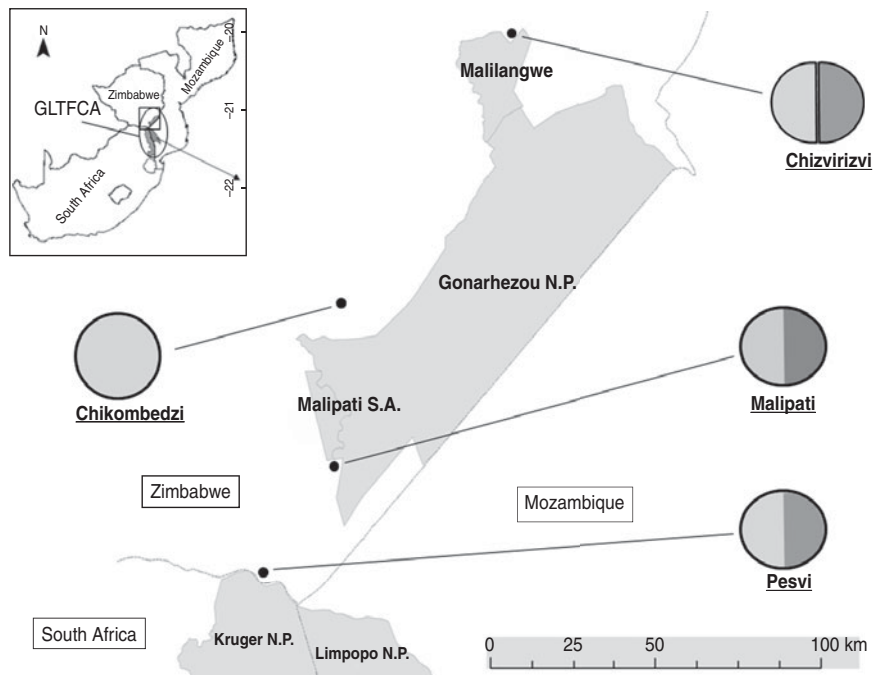 N
Mozambique
Zimbabwe
GLTFCA
South Africa
–20
–21
–22
Malilangwe
Chizvirizvi
Gonarhezou N.P.
Chikombedzi
Malipati S.A.
Malipati
Zimbabwe
Mozambique
Pesvi
South Africa
Kruger N.P.
Limpopo N.P.
0 25 50 100 km